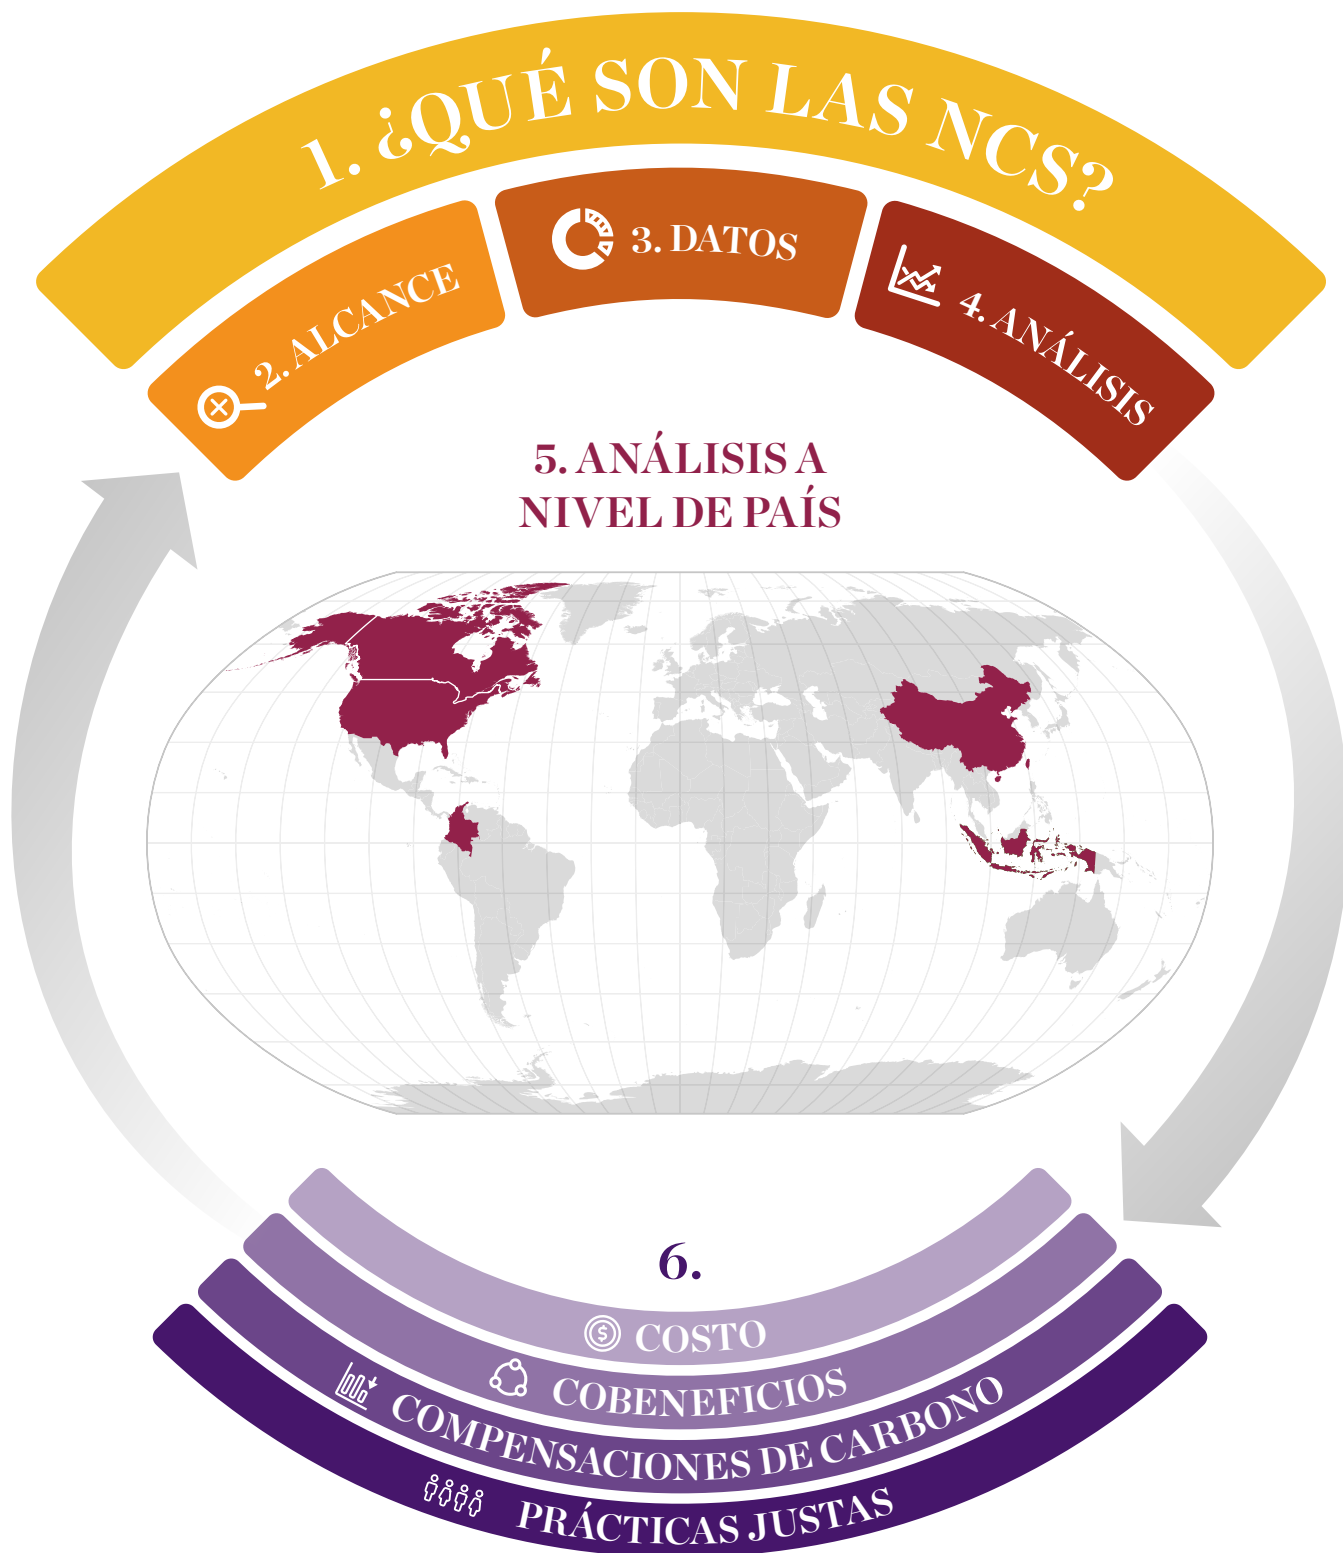 1. ¿QUÉ SON LAS NCS?
2. ALCANCE
3. DATOS
4. ANÁLISIS
5. ANÁLISIS A
NIVEL DE PAÍS
6.
COSTO
COBENEFICIOS
COMPENSACIONES DE CARBONO
PRÁCTICAS JUSTAS